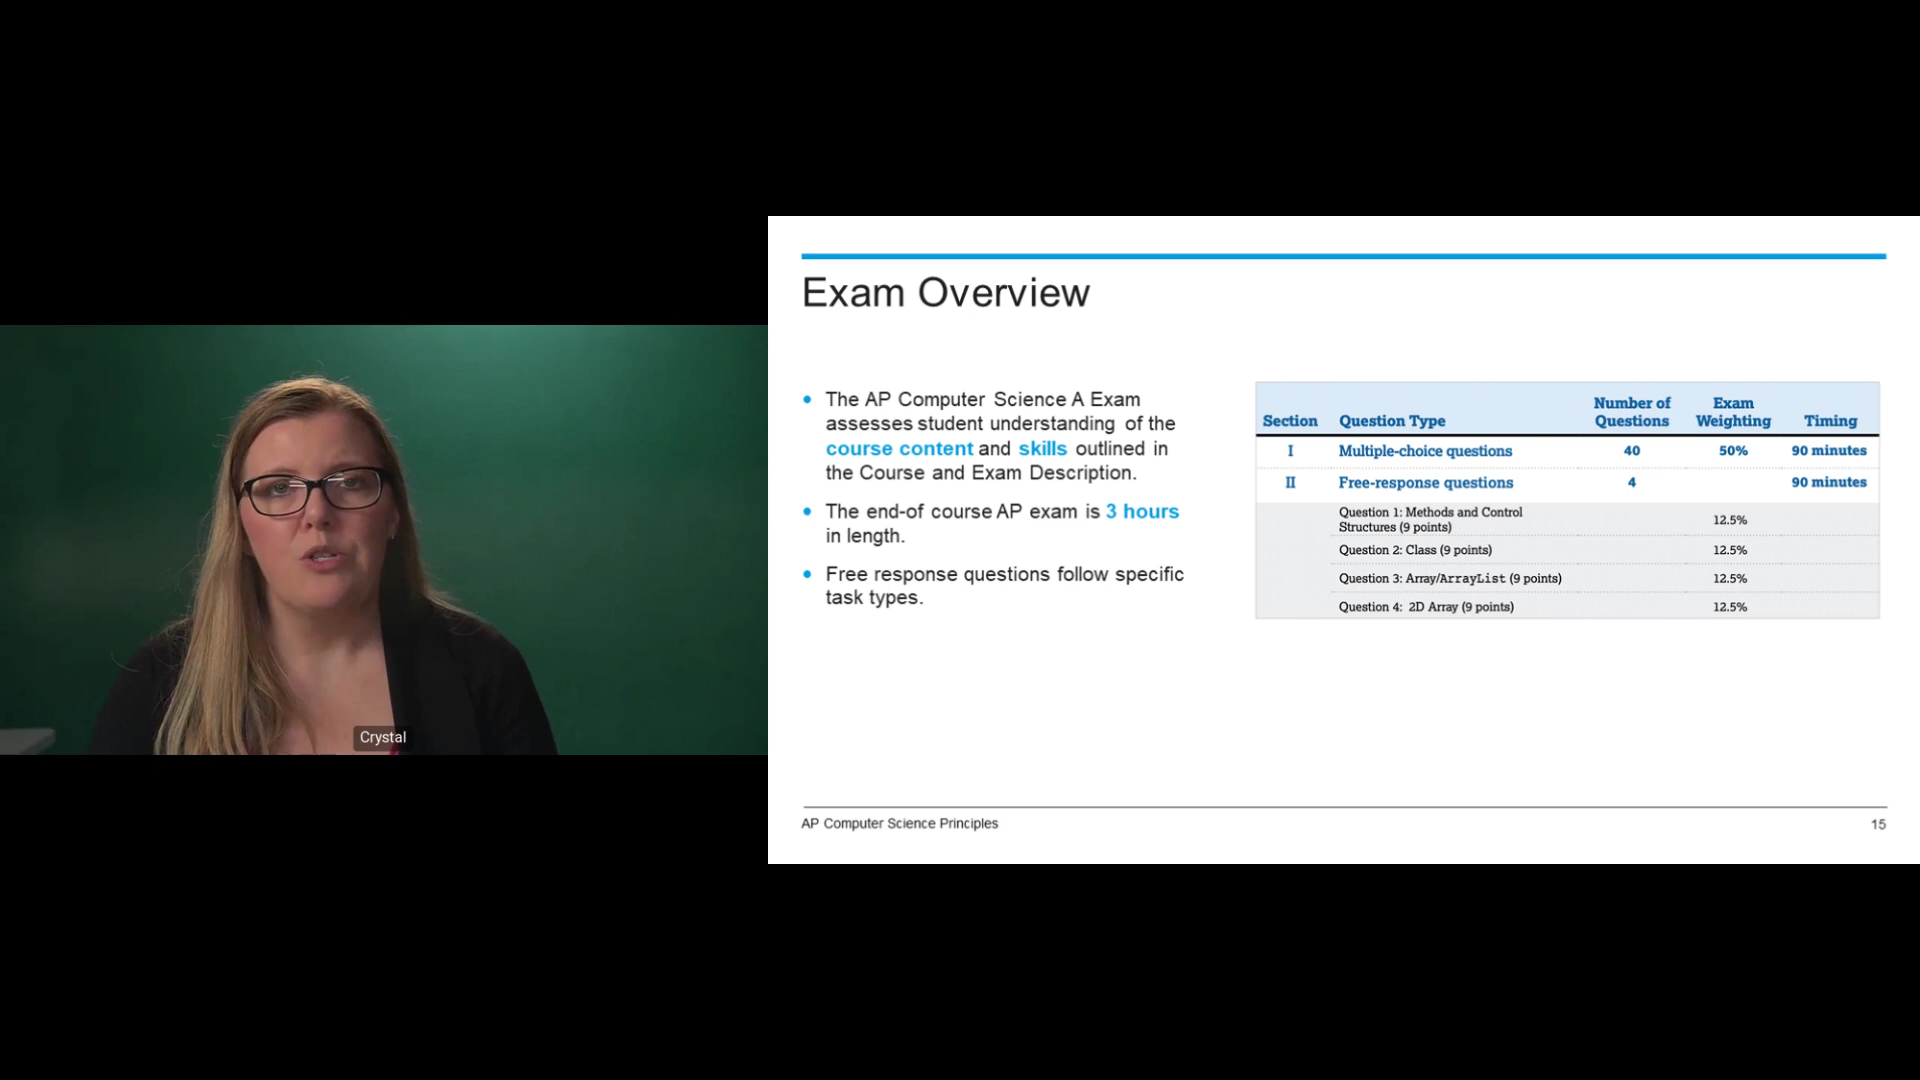 Crystal
Exam Overview
• The AP Computer Science A Exam
assesses student understanding of the
course content and skills outlined in
the Course and Exam Description.
• The end-of course AP exam is 3 hours
in length.
• Free response questions follow specific
task types.
Section Question Type Number of Questions Exam Weighting Timing
I Multiple-choice questions 40 50% 90 minutes
II Free-response questions 4 90 minutes
Question 1: Methods and Control
Structures (9 points) 12.5%
Question 2: Class (9 points) 12.5%
Question 3: Array/ArrayList (9 points) 12.5%
Question 4: 2D Array (9 points) 12.5%
AP Computer Science Principles 15